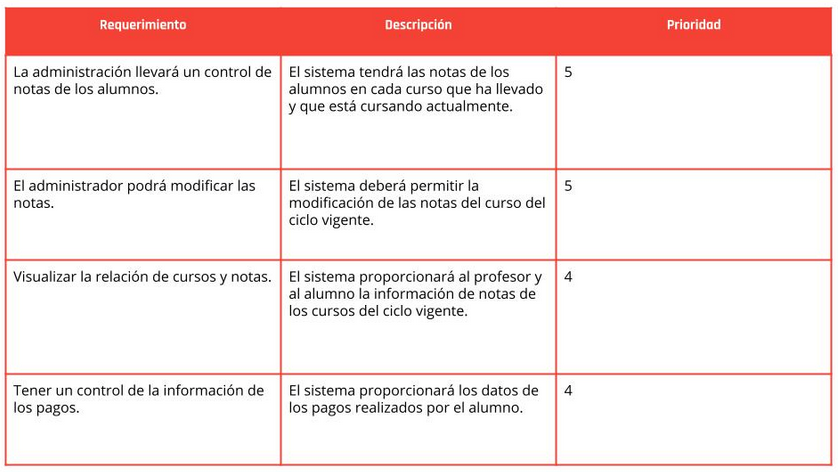 Requerimiento Descripción Prioridad
La administración llevará un control de
notas de los alumnos.
El sistema tendrá las notas de los
alumnos en cada curso que ha llevado
y que está cursando actualmente.
5
El administrador podrá modificar las
notas.
El sistema deberá permitir la
modificación de las notas del curso del
ciclo vigente.
5
Visualizar la relación de cursos y notas.
El sistema proporcionará al profesor y
al alumno la información de notas de
los cursos del ciclo vigente.
4
Tener un control de la información de
los pagos.
El sistema proporcionará los datos de
los pagos realizados por el alumno.
4